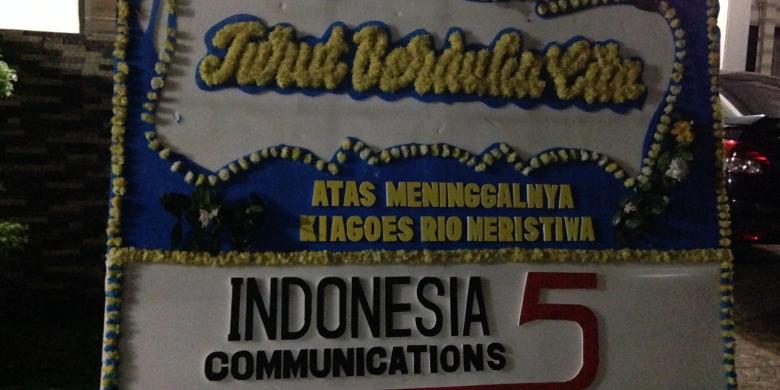 Turut Berduka Cita
ATAS MENINGGALNYA
KIAGOES RIO MERISTIWA
INDONESIA 5
COMMUNICATIONS